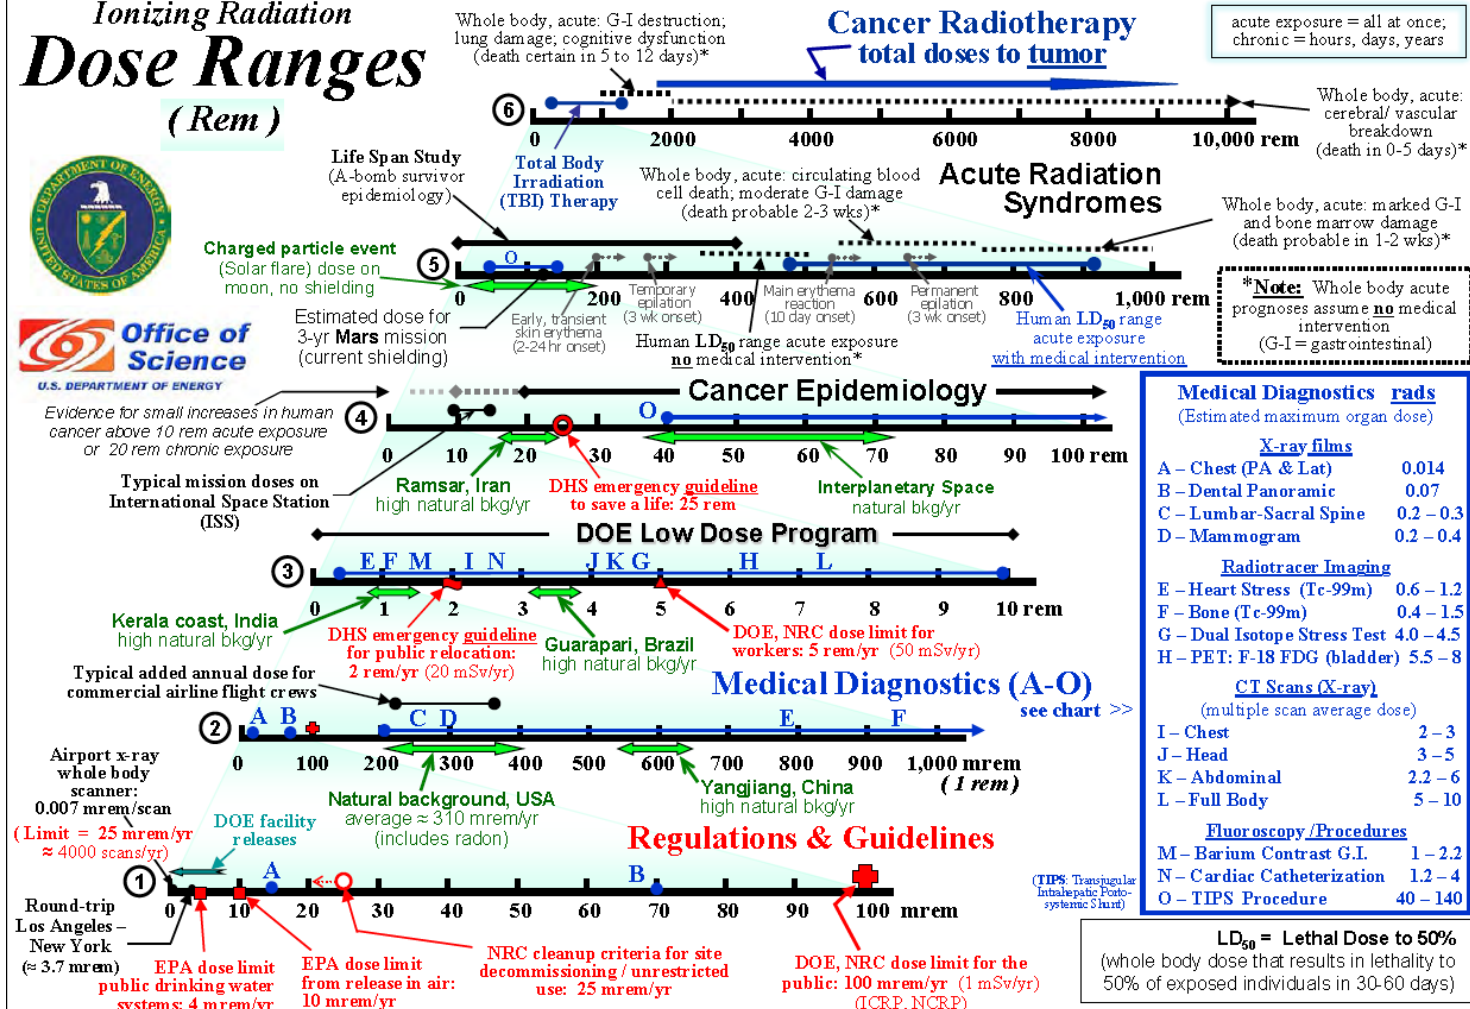 Ionizing Radiation
Dose Ranges
( Rem )
Whole body, acute: G-I destruction;
lung damage; cognitive dysfunction
(death certain in 5 to 12 days)*
Cancer Radiotherapy
total doses to tumor
acute exposure = all at once;
chronic = hours, days, years
6
0 2000 4000 6000 8000 10,000 rem
Whole body, acute:
cerebral/ vascular
breakdown
(death in 0-5 days)*
DEPARTMENT OF ENERGY
UNITED STATES OF AMERICA
Life Span Study
(A-bomb survivor
epidemiology)
Total Body
Irradiation
(TBI) Therapy
Whole body, acute: circulating blood
cell death; moderate G-I damage
(death probable 2-3 wks)*
Acute Radiation
Syndromes
Whole body, acute: marked G-I
and bone marrow damage
(death probable in 1-2 wks)*
Charged particle event
(Solar flare) dose on
moon, no shielding
5
O
0 200 400 600 800 1,000 rem
Estimated dose for
3-yr Mars mission
(current shielding)
Early, transient
skin erythema
(2-24 hr onset)
Temporary
epilation
(3 wk onset)
Main erythema
reaction
(10 day onset)
Permanent
epilation
(3 wk onset)
Human LD50 range acute exposure
no medical intervention*
Human LD50 range
acute exposure
with medical intervention
*Note: Whole body acute
prognoses assume no medical
intervention
(G-I = gastrointestinal)
Office of
Science
U.S. DEPARTMENT OF ENERGY
Evidence for small increases in human
cancer above 10 rem acute exposure
or 20 rem chronic exposure
Cancer Epidemiology
4
O
0 10 20 30 40 50 60 70 80 90 100 rem
Typical mission doses on
International Space Station
(ISS)
Ramsar, Iran
high natural bkg/yr
DHS emergency guideline
to save a life: 25 rem
Interplanetary Space
natural bkg/yr
DOE Low Dose Program
3
E F M I N J K G H L
0 1 2 3 4 5 6 7 8 9 10 rem
Kerala coast, India
high natural bkg/yr
DHS emergency guideline
for public relocation:
2 rem/yr (20 mSv/yr)
Guarapari, Brazil
high natural bkg/yr
DOE, NRC dose limit for
workers: 5 rem/yr (50 mSv/yr)
Typical added annual dose for
commercial airline flight crews
Medical Diagnostics (A-O)
see chart >>
2
A B C D E F
0 100 200 300 400 500 600 700 800 900 1,000 mrem
( 1 rem )
Natural background, USA
average ≈ 310 mrem/yr
(includes radon)
Yangjiang, China
high natural bkg/yr
Airport x-ray
whole body
scanner:
0.007 mrem/scan
( Limit = 25 mrem/yr
≈ 4000 scans/yr)
DOE facility
releases
Regulations & Guidelines
1
A B
0 10 20 30 40 50 60 70 80 90 100 mrem
Round-trip
Los Angeles –
New York
(≈ 3.7 mrem)
EPA dose limit
public drinking water
systems: 4 mrem/yr
EPA dose limit
from release in air:
10 mrem/yr
NRC cleanup criteria for site
decommissioning / unrestricted
use: 25 mrem/yr
DOE, NRC dose limit for the
public: 100 mrem/yr (1 mSv/yr)
(ICRP, NCRP)
(TIPS: Transjugular
Intrahepatic Porto-
systemic Shunt)
Medical Diagnostics rads
(Estimated maximum organ dose)
X-ray films
A – Chest (PA & Lat) 0.014
B – Dental Panoramic 0.07
C – Lumbar-Sacral Spine 0.2 – 0.3
D – Mammogram 0.2 – 0.4
Radiotracer Imaging
E – Heart Stress (Tc-99m) 0.6 – 1.2
F – Bone (Tc-99m) 0.4 – 1.5
G – Dual Isotope Stress Test 4.0 – 4.5
H – PET: F-18 FDG (bladder) 5.5 – 8
CT Scans (X-ray)
(multiple scan average dose)
I – Chest 2 – 3
J – Head 3 – 5
K – Abdominal 2.2 – 6
L – Full Body 5 – 10
Fluoroscopy /Procedures
M – Barium Contrast G.I. 1 – 2.2
N – Cardiac Catheterization 1.2 – 4
O – TIPS Procedure 40 – 140
LD50 = Lethal Dose to 50%
(whole body dose that results in lethality to
50% of exposed individuals in 30-60 days)